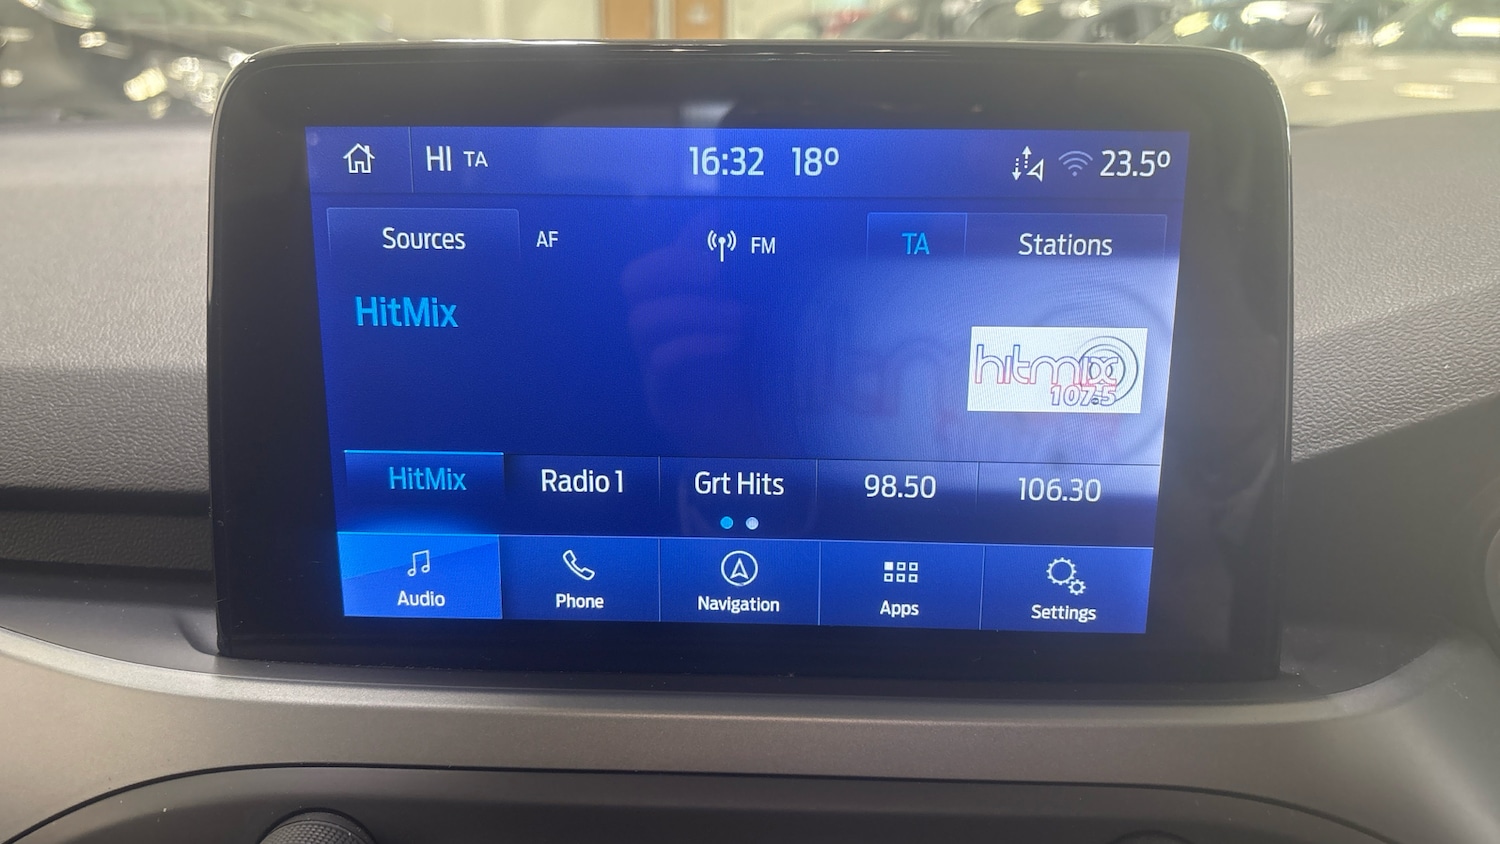 HI TA 16:32 18º 23.5º
Sources AF FM TA Stations
HitMix
hitmix
107.5
HitMix Radio 1 Grt Hits 98.50 106.30
Audio Phone Navigation Apps Settings